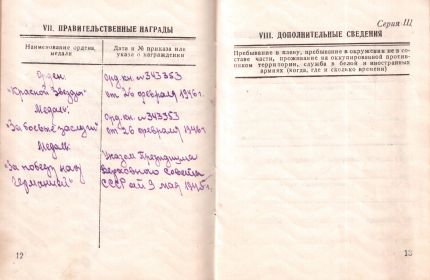 VII. ПРАВИТЕЛЬСТВЕННЫЕ НАГРАДЫ
Наименование ордена, медали
Дата и № приказа или указа о награждении
Орден
"Красной Звезды"
орд. кн №343353
от 26 февраля 1946 г.
Медаль:
"За боевые заслуги"
орд. кн №343353
от 26 февраля 1946 г
Медаль:
"За победу над
Германией"
Указом Президиума
Верховного Совета
СССР от 9 мая 1945 г.
12
Серия Щ
VIII. ДОПОЛНИТЕЛЬНЫЕ СВЕДЕНИЯ
Пребывание в плену, пребывание в окружении не в
составе части, проживание на оккупированной против-
ником территории, служба в белой и иностранных
армиях (когда, где и сколько времени)
13